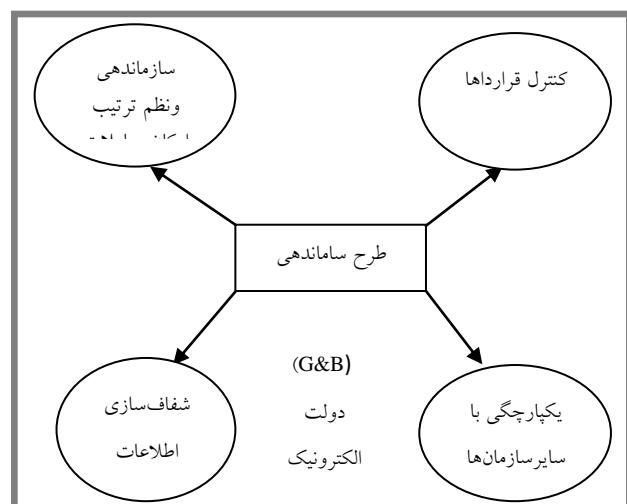 کنترل قراردادها
سازماندهی
ونظم ترتیب
طرح ساماندهی
یکپارچگی با
سایرسازمان‌ها
(G&B)
دولت
الکترونیک
شفاف‌سازی
اطلاعات